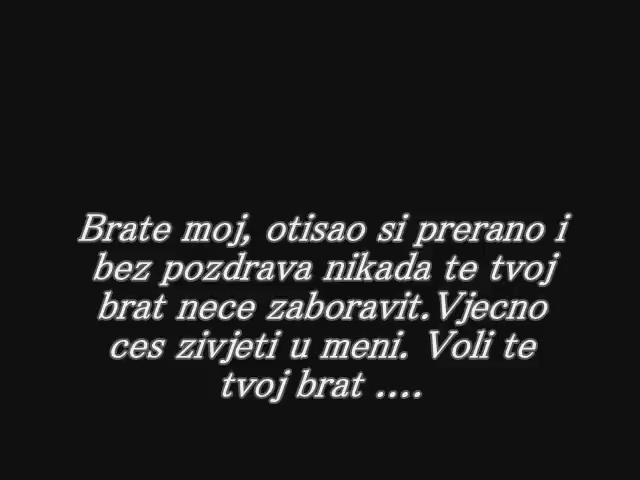 Brate moj, otisao si prerano i
bez pozdrava nikada te tvoj
brat nece zaboravit.Vjecno
ces zivjeti u meni. Voli te
tvoj brat ....